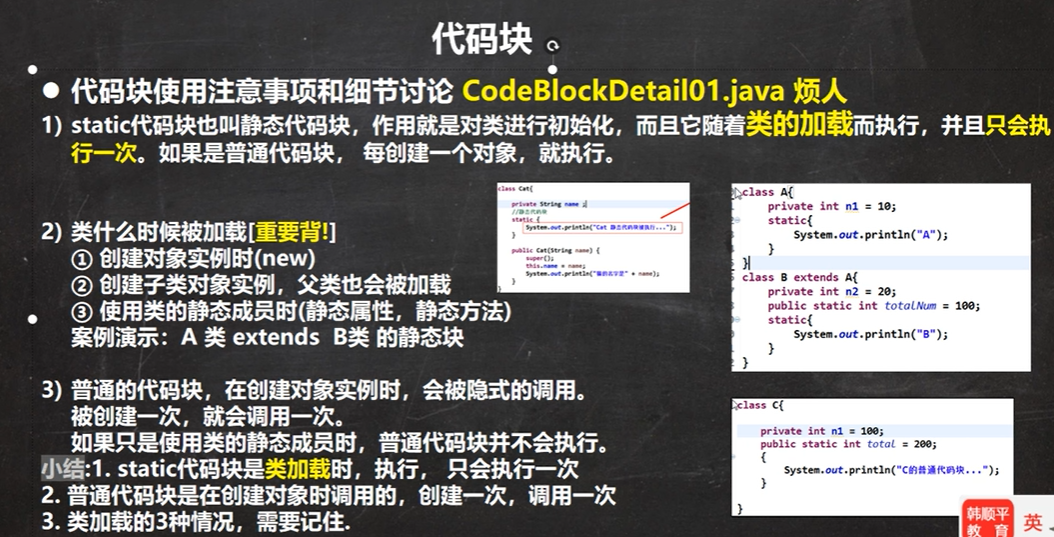 代码块
● 代码块使用注意事项和细节讨论 CodeBlockDetail01.java 烦人
1) static代码块也叫静态代码块，作用就是对类进行初始化，而且它随着类的加载而执行，并且只会执
行一次。如果是普通代码块， 每创建一个对象，就执行。
2) 类什么时候被加载[重要背!]
① 创建对象实例时(new)
② 创建子类对象实例，父类也会被加载
③ 使用类的静态成员时(静态属性，静态方法)
案例演示：A 类 extends B类 的静态块
3) 普通的代码块，在创建对象实例时，会被隐式的调用。
被创建一次，就会调用一次。
如果只是使用类的静态成员时，普通代码块并不会执行。
小结:1. static代码块是类加载时，执行， 只会执行一次
2. 普通代码块是在创建对象时调用的，创建一次，调用一次
3. 类加载的3种情况，需要记住.
class Cat{
private String name ;
//静态代码块
static {
System.out.println("Cat 静态代码块被执行...");
}
public Cat(String name) {
super();
this.name = name;
System.out.println("猫的名字是" + name);
}
class A{
private int n1 = 10;
static{
System.out.println("A");
}
}
class B extends A{
private int n2 = 20;
public static int totalNum = 100;
static{
System.out.println("B");
}
}
class C{
private int n1 = 100;
public static int total = 200;
{
System.out.println("C的普通代码块...");
}
}
韩顺平
教 育
英